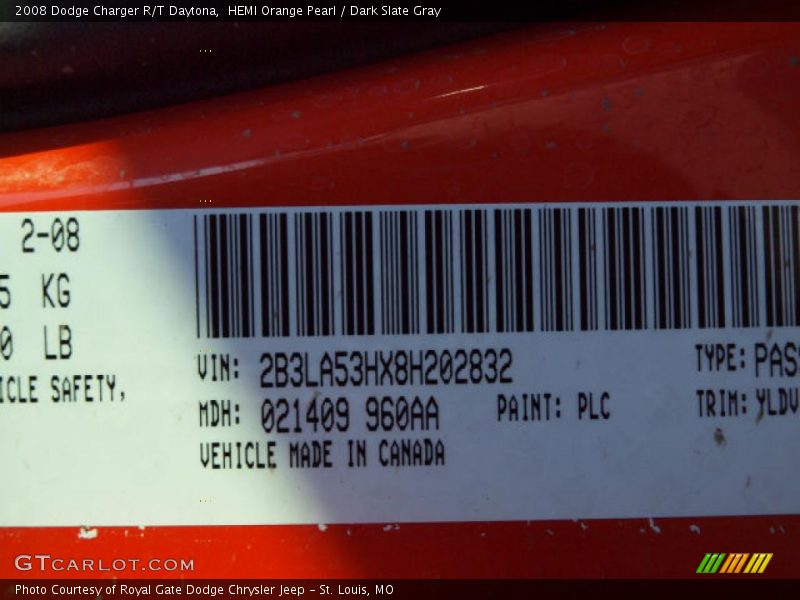 2008 Dodge Charger R/T Daytona,  HEMI Orange Pearl / Dark Slate Gray
2-08
5 KG
0 LB
ICLE SAFETY,
VIN: 2B3LA53HX8H202832
TYPE: PASS
MDH: 021409 960AA
PAINT: PLC
TRIM: YLDV
VEHICLE MADE IN CANADA
GTCARLOT.COM
Photo Courtesy of Royal Gate Dodge Chrysler Jeep - St. Louis, MO